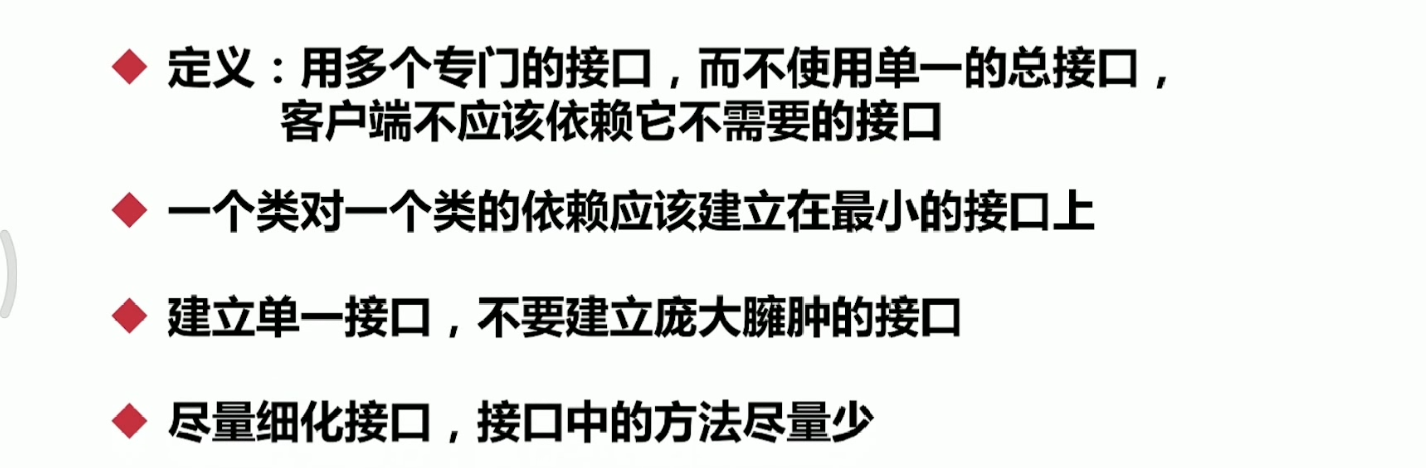 定义：用多个专门的接口，而不使用单一的总接口，
客户端不应该依赖它不需要的接口
一个类对一个类的依赖应该建立在最小的接口上
建立单一接口，不要建立庞大臃肿的接口
尽量细化接口，接口中的方法尽量少